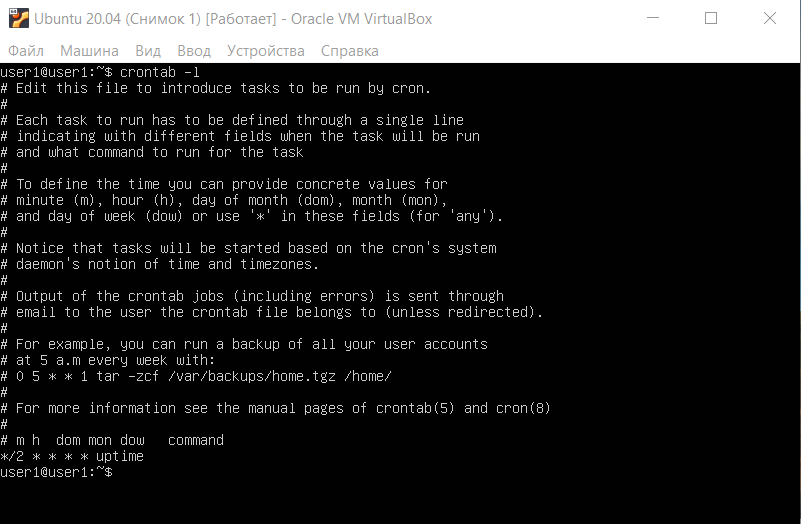 Ubuntu 20.04 (Снимок 1) [Работает] - Oracle VM VirtualBox
Файл Машина Вид Ввод Устройства Справка
user1@user1:~$ crontab -l
# Edit this file to introduce tasks to be run by cron.
#
# Each task to run has to be defined through a single line
# indicating with different fields when the task will be run
# and what command to run for the task
#
# To define the time you can provide concrete values for
# minute (m), hour (h), day of month (dom), month (mon),
# and day of week (dow) or use '*' in these fields (for 'any').
#
# Notice that tasks will be started based on the cron's system
# daemon's notion of time and timezones.
#
# Output of the crontab jobs (including errors) is sent through
# email to the user the crontab file belongs to (unless redirected).
#
# For example, you can run a backup of all your user accounts
# at 5 a.m every week with:
# 0 5 * * 1 tar -zcf /var/backups/home.tgz /home/
#
# For more information see the manual pages of crontab(5) and cron(8)
#
# m h  dom mon dow   command
*/2 * * * * uptime
user1@user1:~$